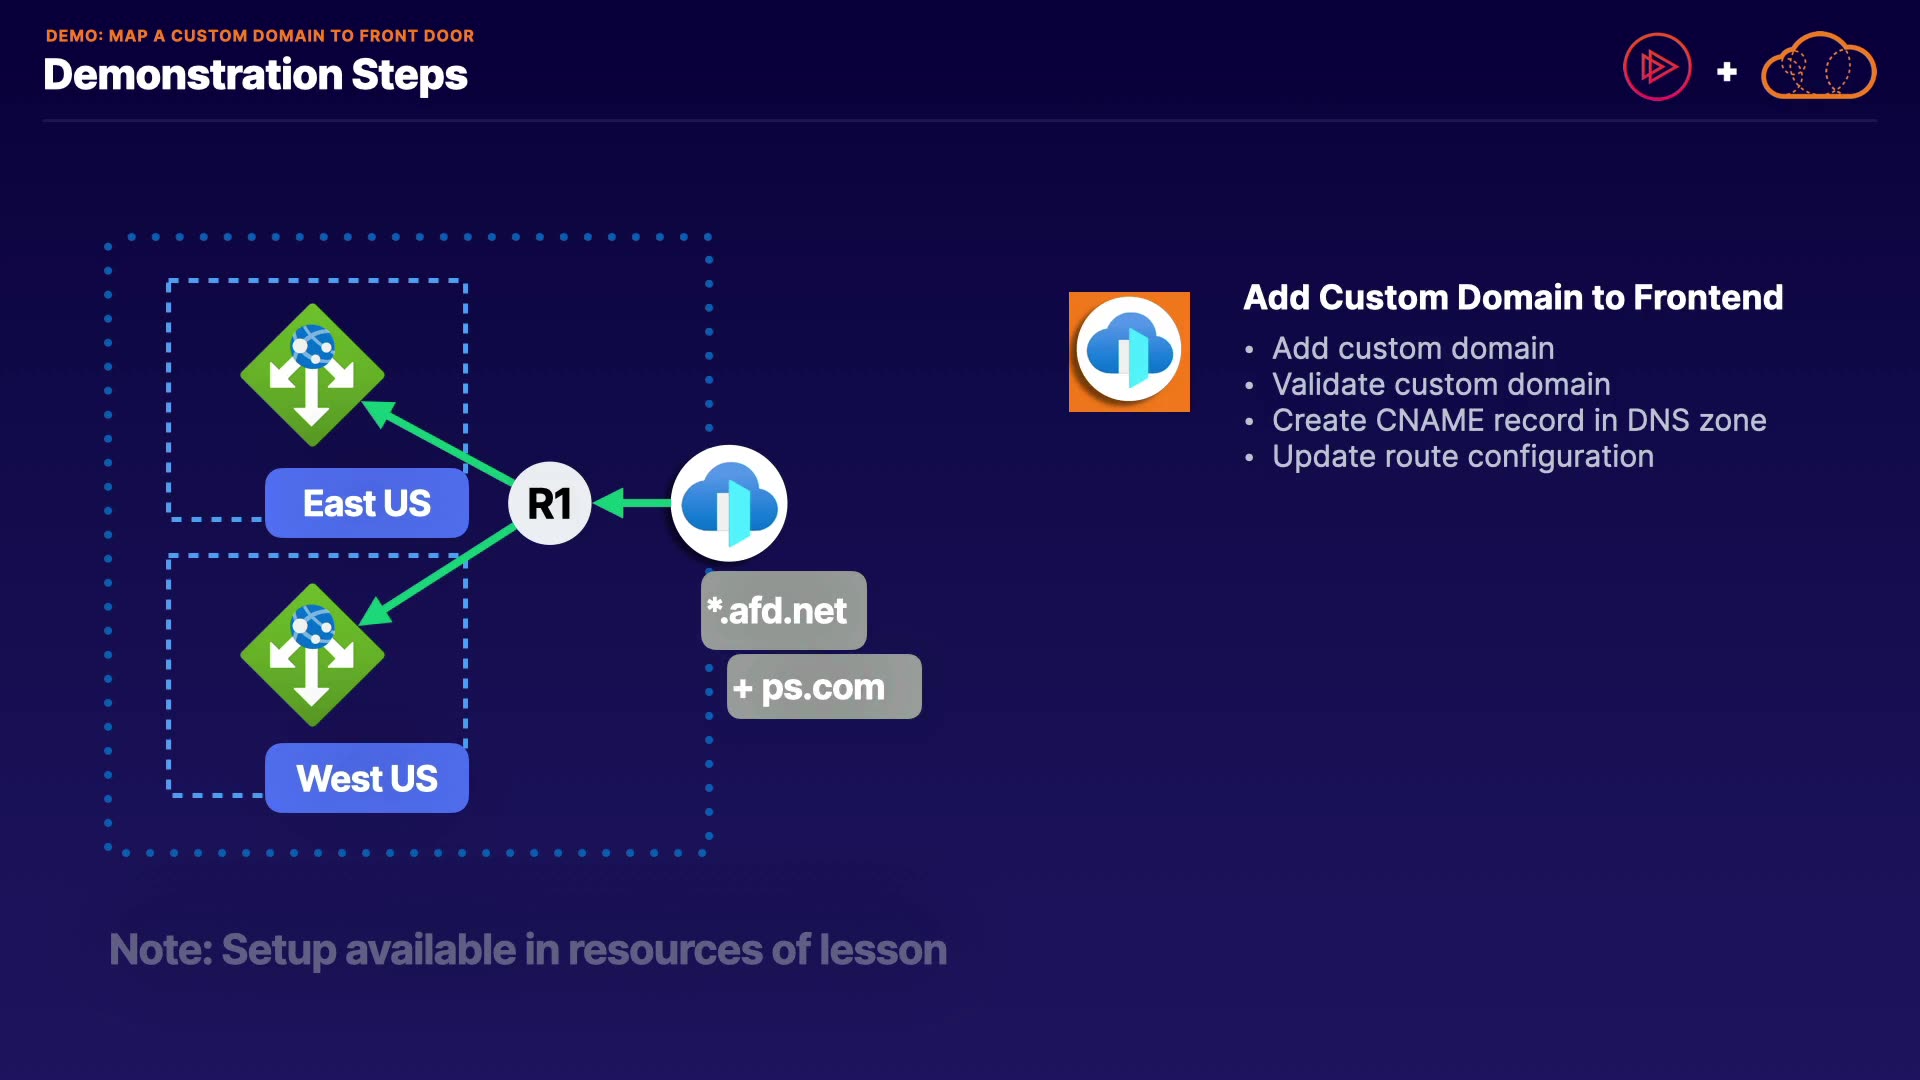 DEMO: MAP A CUSTOM DOMAIN TO FRONT DOOR
Demonstration Steps
+
East US
R1
*.afd.net
+ ps.com
West US
Add Custom Domain to Frontend
• Add custom domain
• Validate custom domain
• Create CNAME record in DNS zone
• Update route configuration
Note: Setup available in resources of lesson